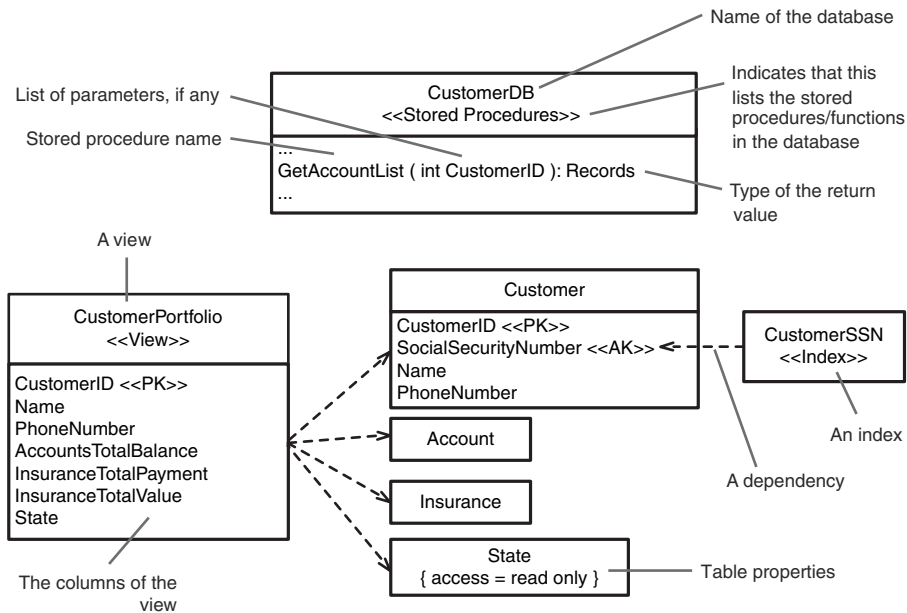 Name of the database
CustomerDB
<<Stored Procedures>>
Indicates that this
lists the stored
procedures/functions
in the database
List of parameters, if any
Stored procedure name
...
GetAccountList ( int CustomerID ): Records
...
Type of the return
value
A view
CustomerPortfolio
<<View>>
CustomerID <<PK>>
Name
PhoneNumber
AccountsTotalBalance
InsuranceTotalPayment
InsuranceTotalValue
State
The columns of the
view
Customer
CustomerID <<PK>>
SocialSecurityNumber <<AK>>
Name
PhoneNumber
CustomerSSN
<<Index>>
An index
A dependency
Account
Insurance
State
{ access = read only }
Table properties